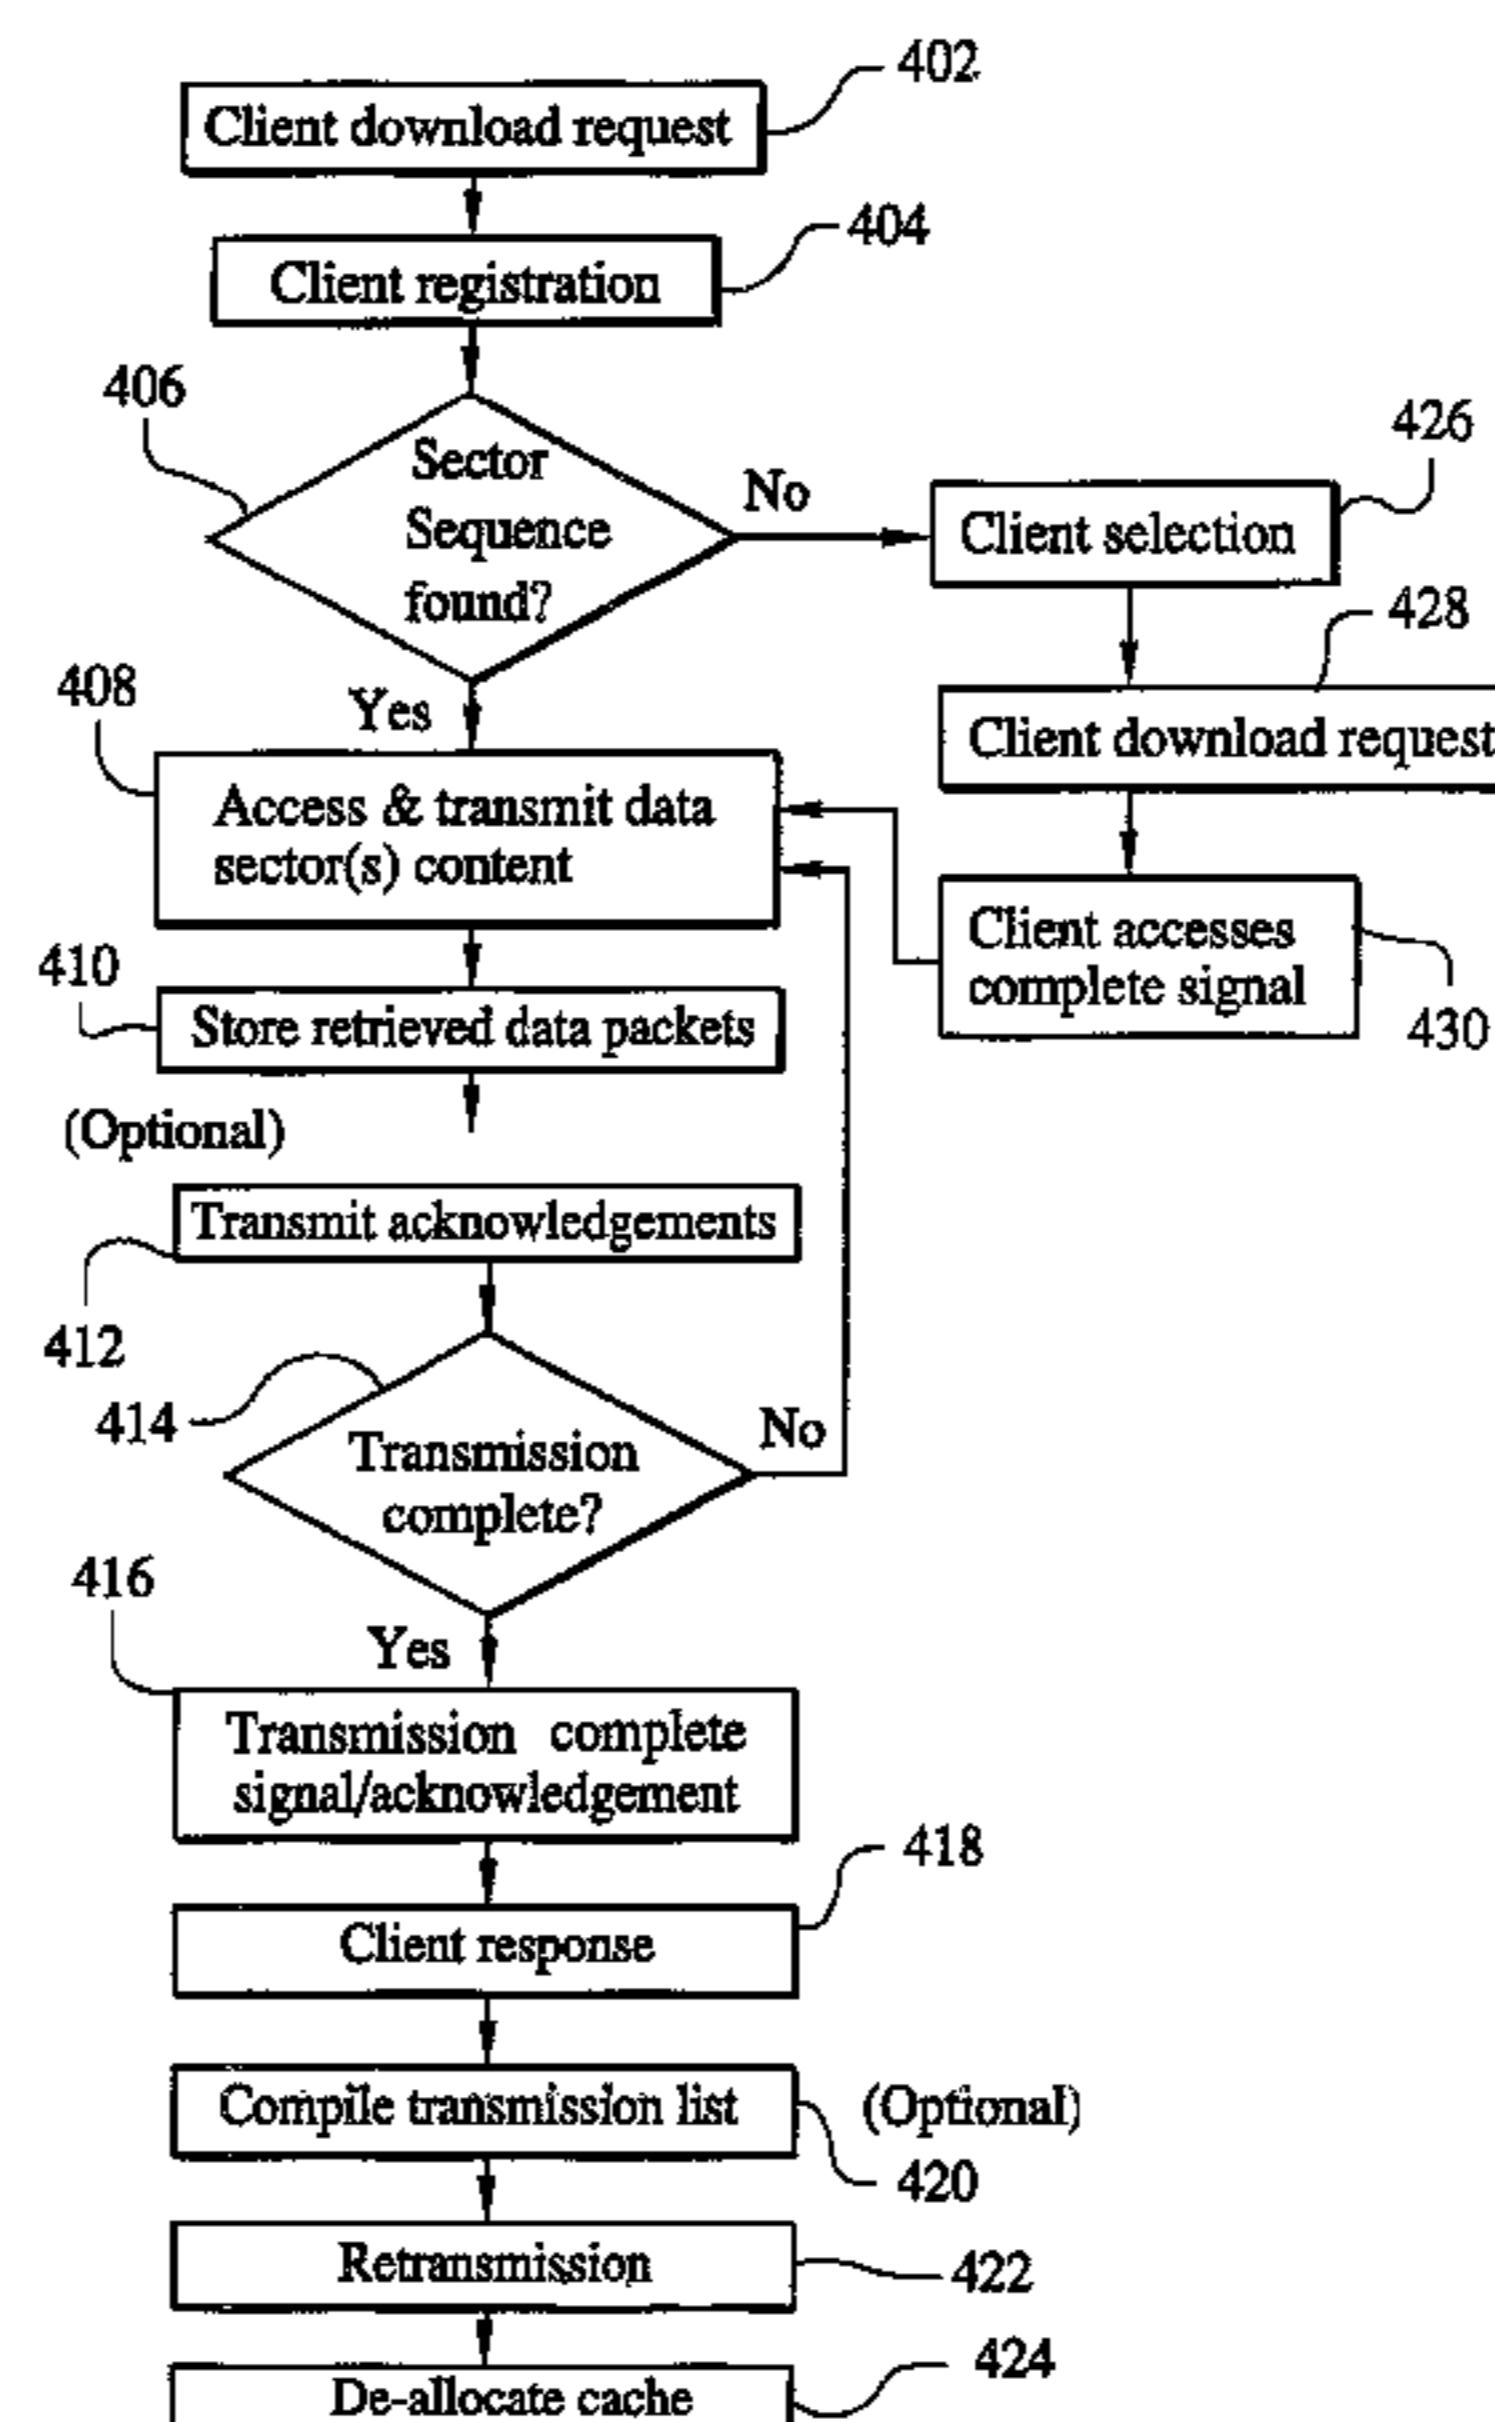 402
Client download request
404
Client registration
406
Sector
Sequence
found?
No
426
Client selection
428
Client download request
408
Yes
Access & transmit data
sector(s) content
Client accesses
complete signal
430
410
Store retrieved data packets
(Optional)
Transmit acknowledgements
412
414
Transmission
complete?
No
416
Yes
Transmission complete
signal/acknowledgement
418
Client response
Compile transmission list
(Optional)
420
Retransmission
422
424
De-allocate cache